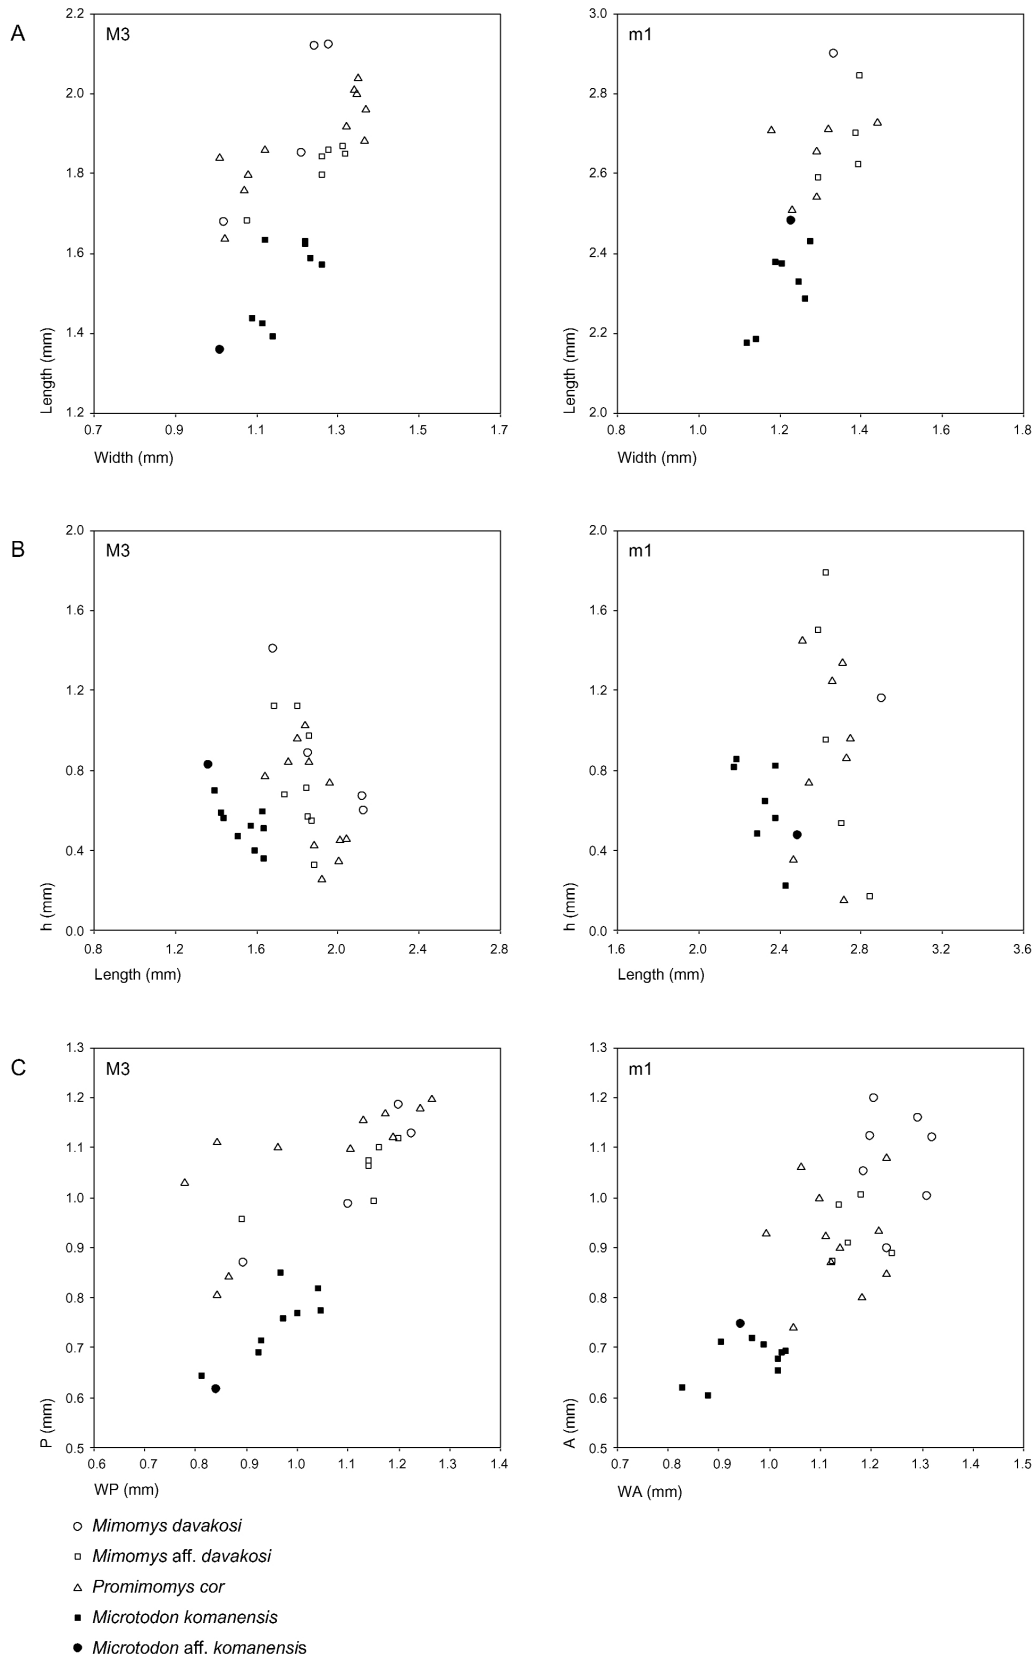 A
M3
2.2
2.0
1.8
1.6
1.4
1.2
Length (mm)
0.7 0.9 1.1 1.3 1.5 1.7
Width (mm)
m1
3.0
2.8
2.6
2.4
2.2
2.0
Length (mm)
0.8 1.0 1.2 1.4 1.6 1.8
Width (mm)
B
M3
2.0
1.6
1.2
0.8
0.4
0.0
h (mm)
0.8 1.2 1.6 2.0 2.4 2.8
Length (mm)
m1
2.0
1.6
1.2
0.8
0.4
0.0
h (mm)
1.6 2.0 2.4 2.8 3.2 3.6
Length (mm)
C
M3
1.3
1.2
1.1
1.0
0.9
0.8
0.7
0.6
0.5
P (mm)
0.6 0.7 0.8 0.9 1.0 1.1 1.2 1.3 1.4
WP (mm)
m1
1.3
1.2
1.1
1.0
0.9
0.8
0.7
0.6
0.5
A (mm)
0.7 0.8 0.9 1.0 1.1 1.2 1.3 1.4 1.5
WA (mm)
Mimomys davakosi
Mimomys aff. davakosi
Promimomys cor
Microtodon komanensis
Microtodon aff. komanensis